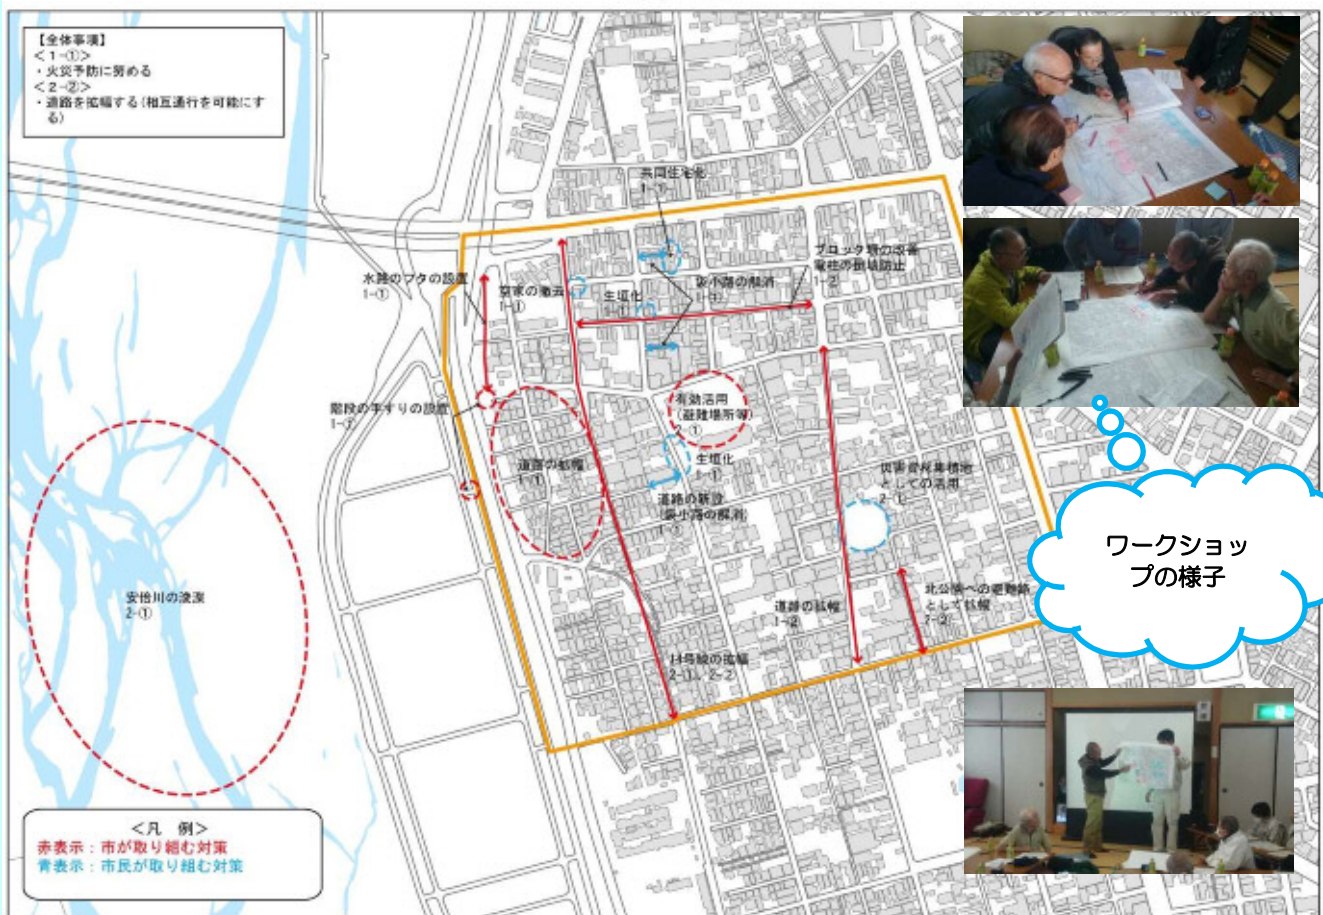 【全体事項】
<1-①>
・火災予防に努める
<2-②>
・道路を拡幅する(相互通行を可能にす
る)
共同住宅化
1-①
ブロック塀の改善
電柱の倒壊防止
1-2
水路のフタの設置
1-①
空家の撤去
1-①
生垣化
1-①
袋小路の解消
1-①
階段の手すりの設置
1-①
有効活用
(避難場所等)
2-①
道路の拡幅
1-①
生垣化
1-①
災害資材集積地
としての活用
2-①
道路の新設
(袋小路の解消)
1-①
安倍川の浚渫
2-①
道路の拡幅
1-②
北公園への避難路
として拡幅
2-②
14号線の拡幅
2-①、2-2
ワークショッ
プの様子
<凡 例>
赤表示:市が取り組む対策
青表示:市民が取り組む対策